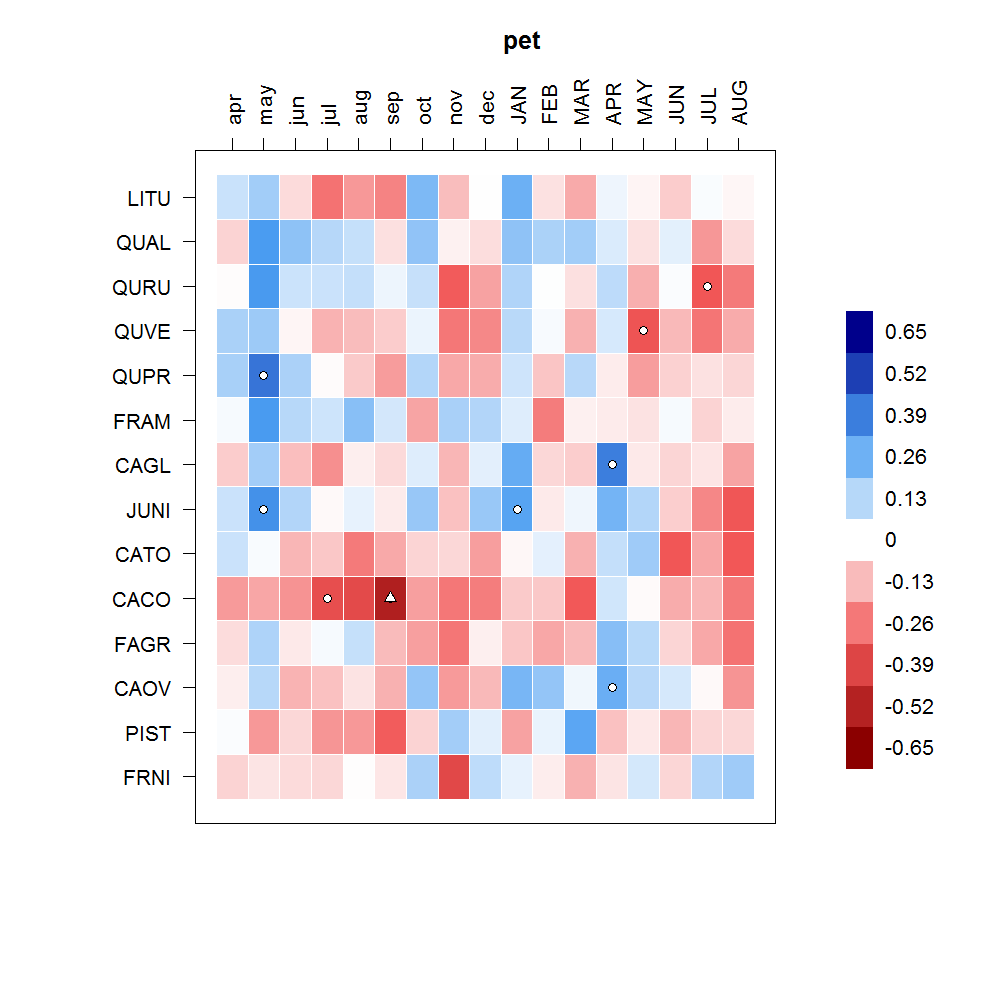 pet
apr may jun jul aug sep oct nov dec JAN FEB MAR APR MAY JUN JUL AUG
LITU
QUAL
QURU
QUVE
QUPR
FRAM
CAGL
JUNI
CATO
CACO
FAGR
CAOV
PIST
FRNI
0.65
0.52
0.39
0.26
0.13
0
-0.13
-0.26
-0.39
-0.52
-0.65